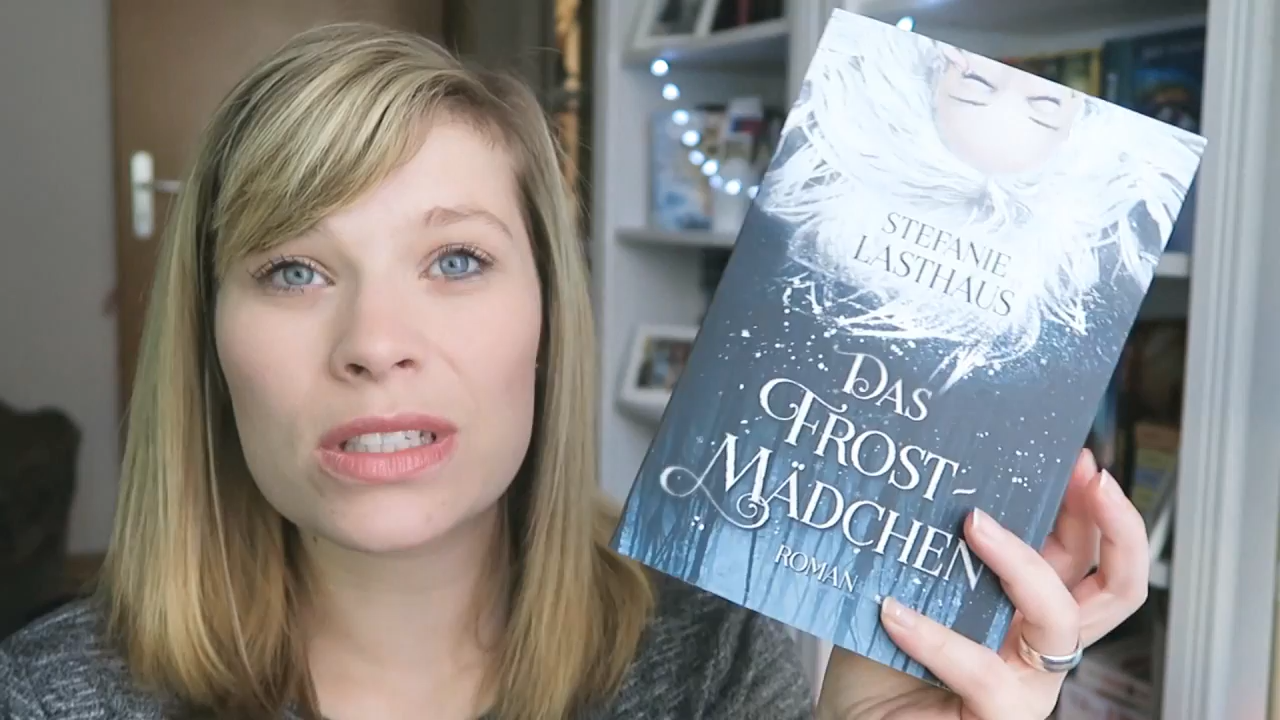 STEFANIE
LASTHAUS
DAS
FROST-
MÄDCHEN
ROMAN